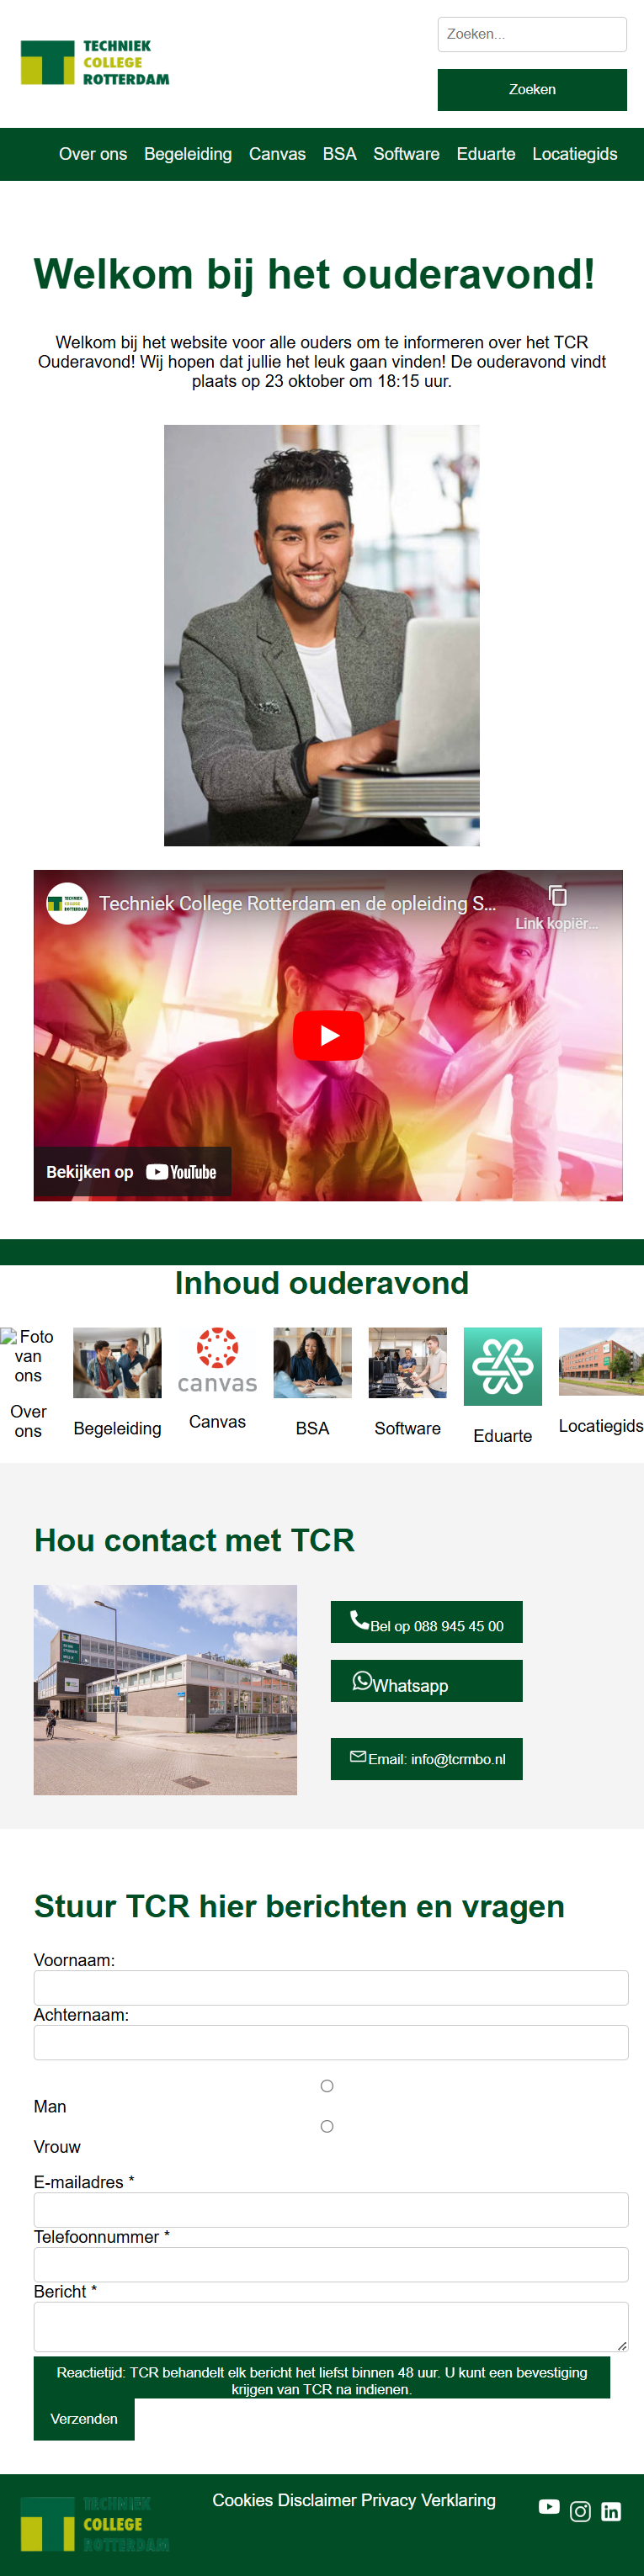 TECHNIEK
COLLEGE
ROTTERDAM
Zoeken...
Zoeken
Over ons Begeleiding Canvas BSA Software Eduarte Locatiegids
Welkom bij het ouderavond!
Welkom bij het website voor alle ouders om te informeren over het TCR
Ouderavond! Wij hopen dat jullie het leuk gaan vinden! De ouderavond vindt
plaats op 23 oktober om 18:15 uur.
TECHNIEK
COLLEGE
ROTTERDAM
Techniek College Rotterdam en de opleiding S...
Link kopiër...
Bekijken op YouTube
Inhoud ouderavond
Foto
van
ons
canvas
Over
ons
Begeleiding
Canvas
BSA
Software
Eduarte
Locatiegids
Hou contact met TCR
Bel op 088 945 45 00
Whatsapp
Email: info@tcrmbo.nl
Stuur TCR hier berichten en vragen
Voornaam:
Achternaam:
Man
Vrouw
E-mailadres *
Telefoonnummer *
Bericht *
Reactietijd: TCR behandelt elk bericht het liefst binnen 48 uur. U kunt een bevestiging
krijgen van TCR na indienen.
Verzenden
TECHNIEK
COLLEGE
ROTTERDAM
Cookies Disclaimer Privacy Verklaring